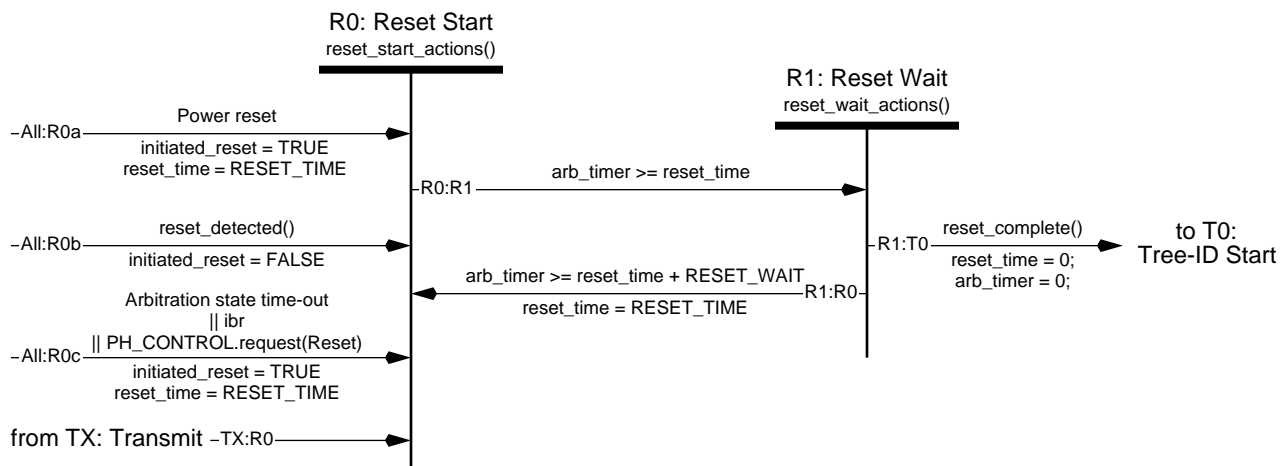 R0: Reset Start
reset_start_actions()
R1: Reset Wait
reset_wait_actions()
All:R0a
Power reset
initiated_reset = TRUE
reset_time = RESET_TIME
R0:R1
arb_timer >= reset_time
All:R0b
reset_detected()
initiated_reset = FALSE
R1:T0
reset_complete()
reset_time = 0;
arb_timer = 0;
to T0:
Tree-ID Start
arb_timer >= reset_time + RESET_WAIT
R1:R0
reset_time = RESET_TIME
Arbitration state time-out
|| ibr
|| PH_CONTROL.request(Reset)
All:R0c
initiated_reset = TRUE
reset_time = RESET_TIME
from TX: Transmit
TX:R0